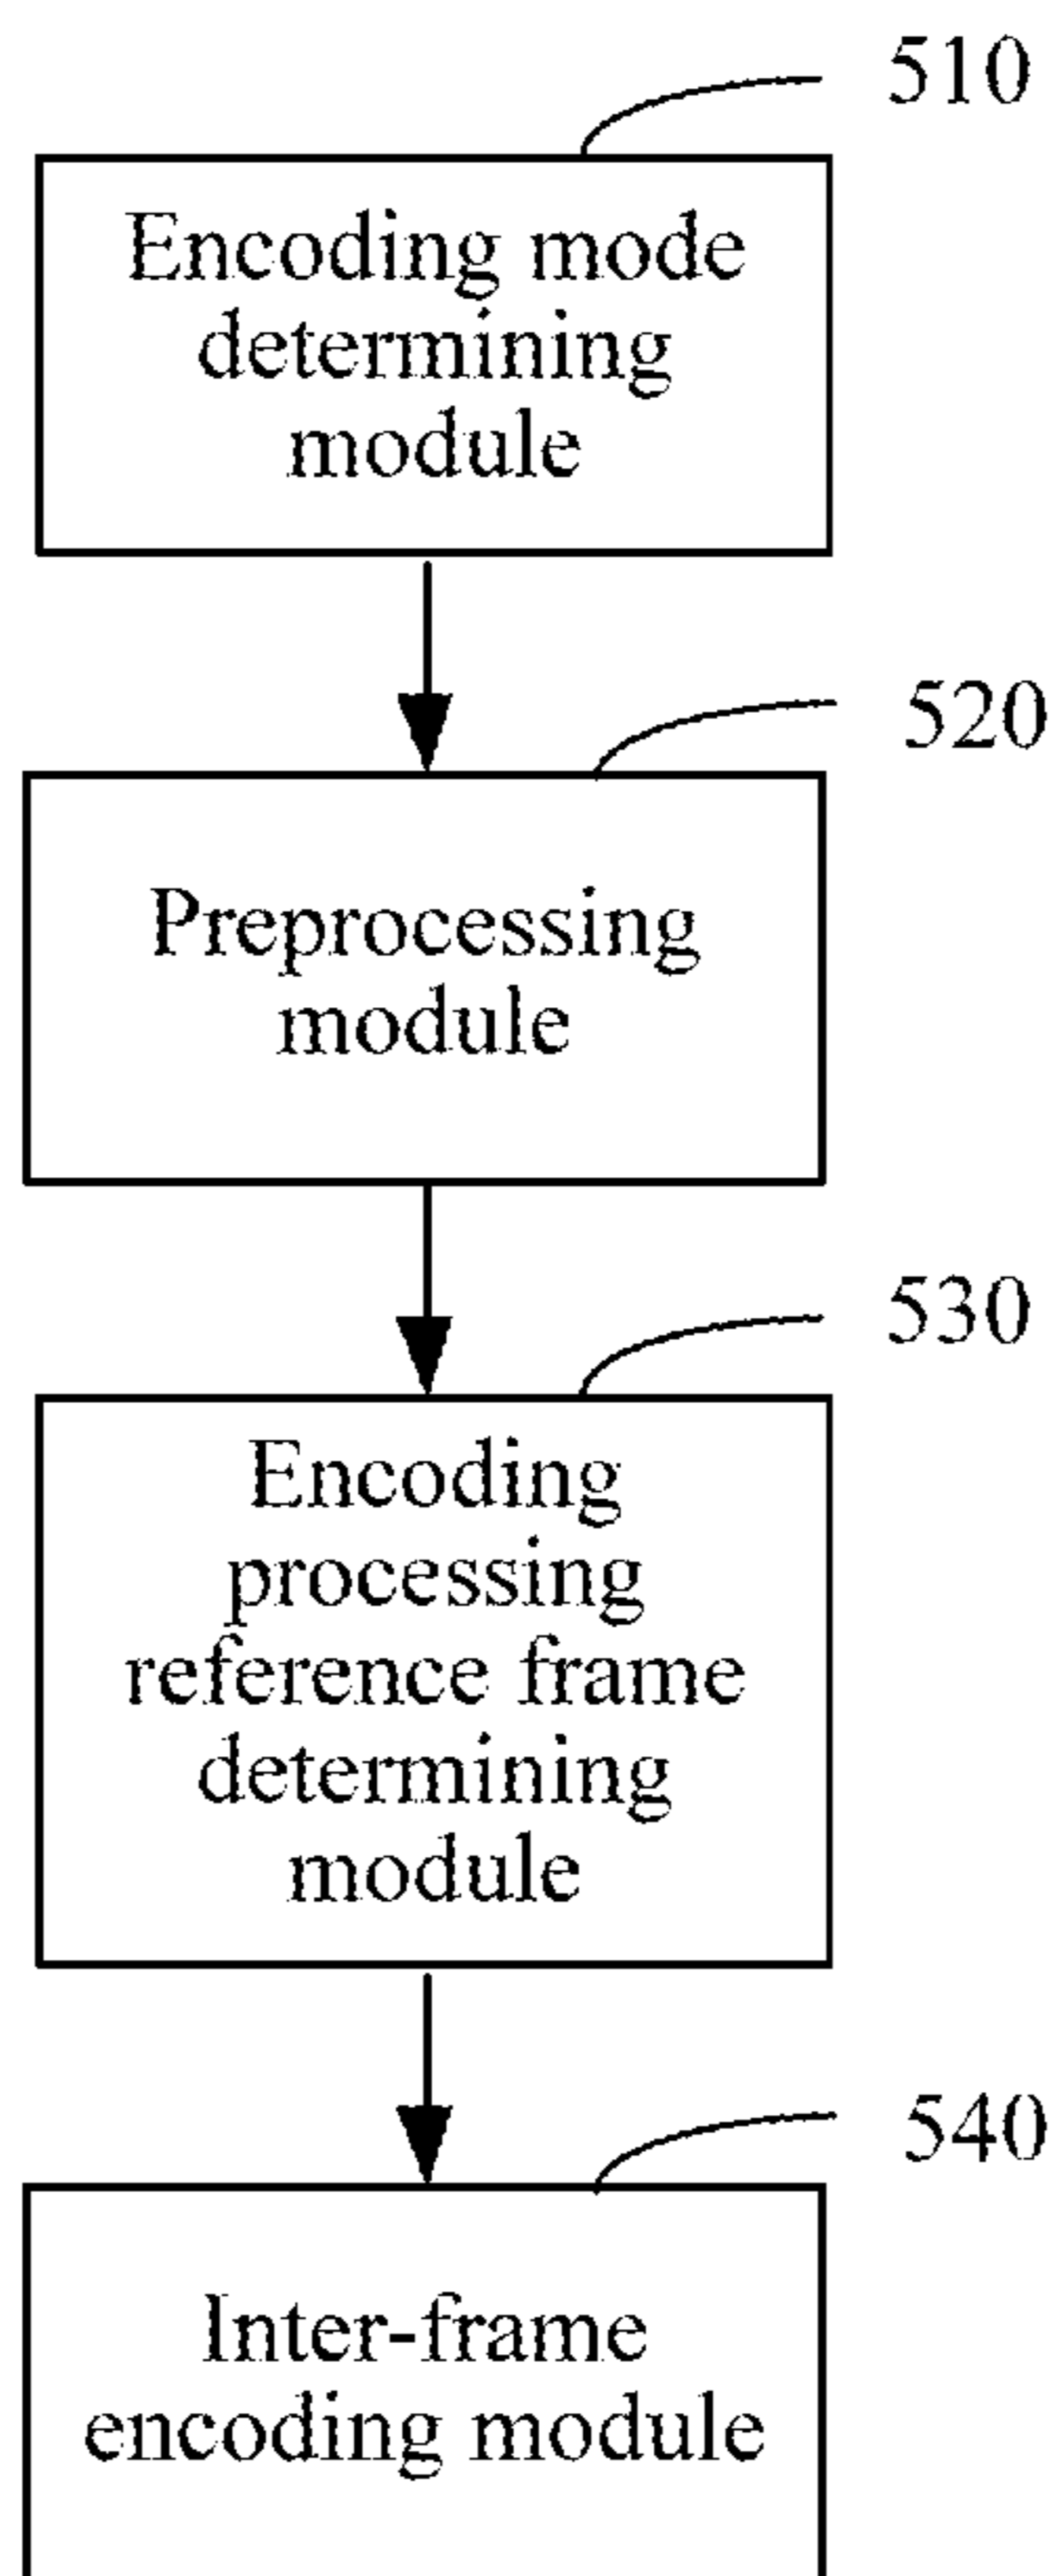 510
Encoding mode
determining
module
520
Preprocessing
module
530
Encoding
processing
reference frame
determining
module
540
Inter-frame
encoding module